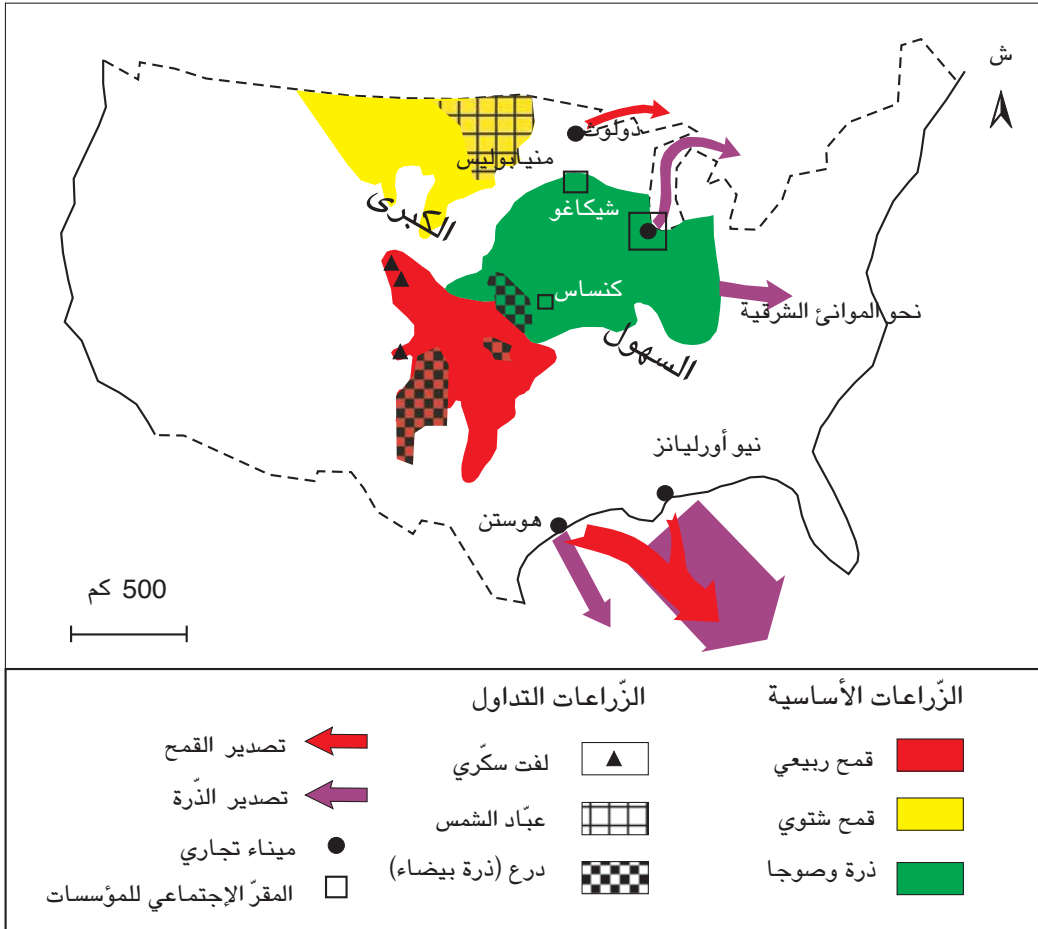 ش
دولوث
منيابوليس
شيكاغو
الكبرى
كنساس
نحو الموانئ الشرقية
السهول
نيو أورليانز
هوستن
500 كم
الزّراعات الأساسية
قمح ربيعي
قمح شتوي
ذرة وصوجا
الزّراعات التداول
لفت سكّري
عبّاد الشمس
درع (ذرة بيضاء)
تصدير القمح
تصدير الذّرة
ميناء تجاري
المقرّ الإجتماعي للمؤسسات